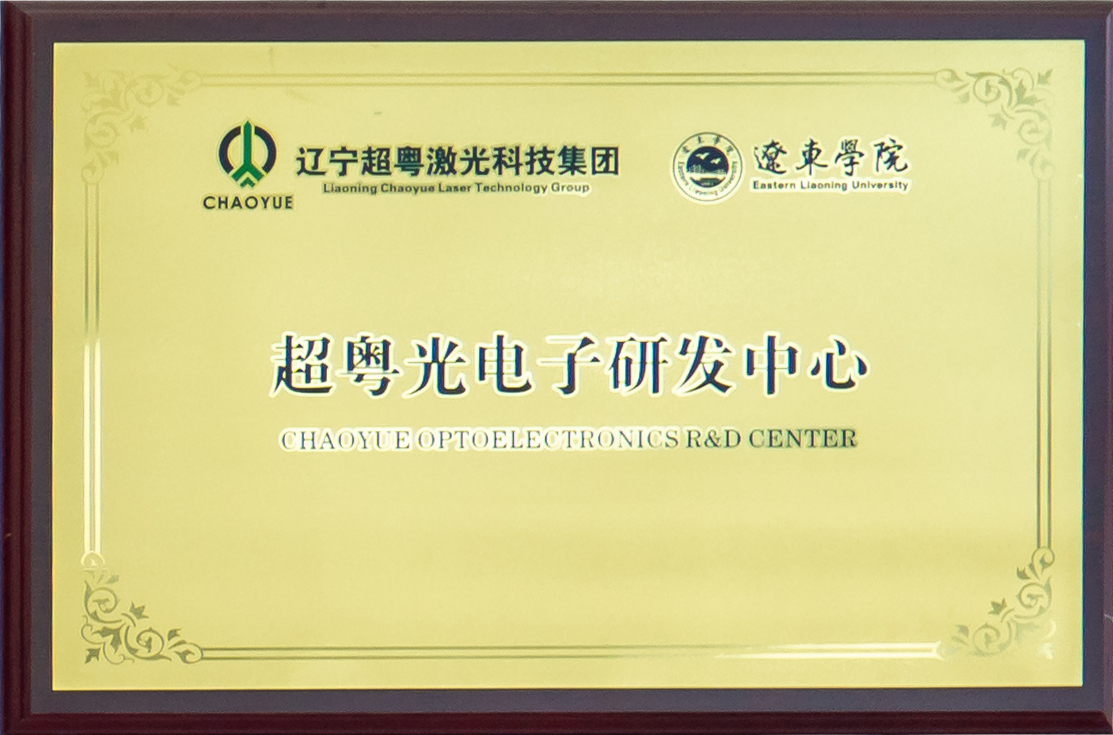 辽宁超粤激光科技集团
Liaoning Chaoyue Laser Technology Group
CHAOYUE
遼東學院
Eastern Liaoning University
超粤光电子研发中心
CHAOYUE OPTOELECTRONICS R&D CENTER